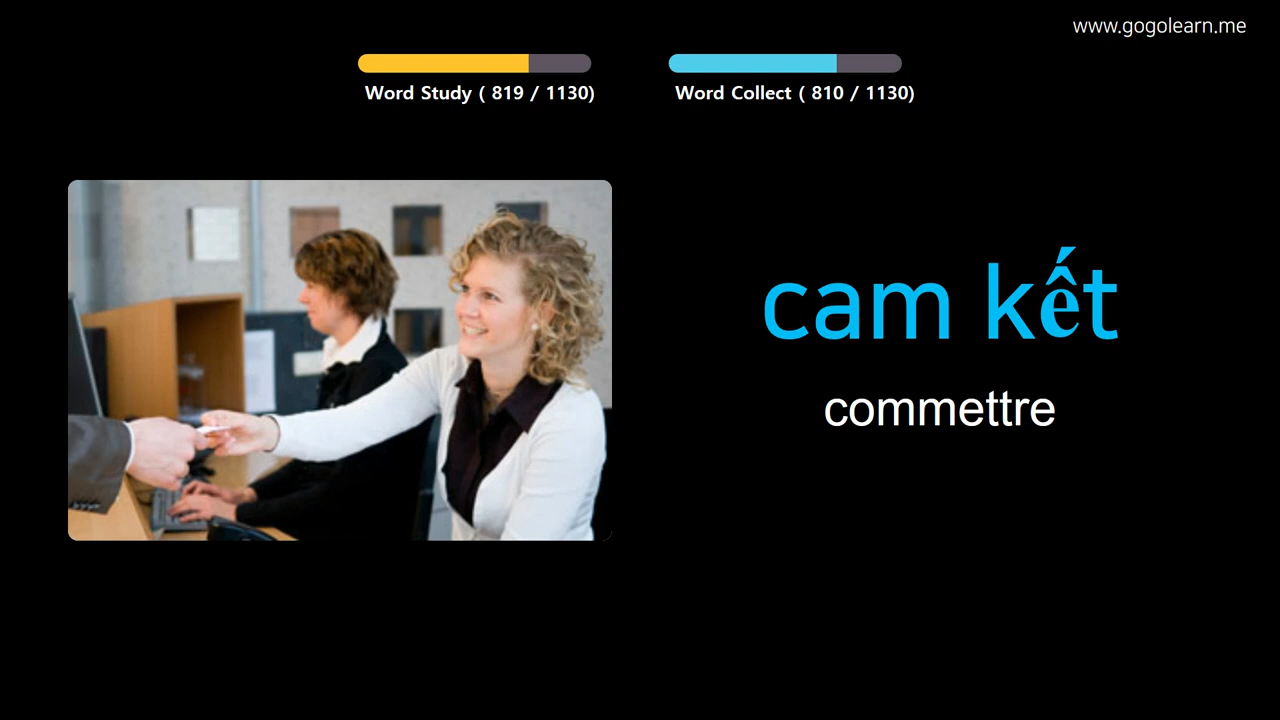 www.gogolearn.me
Word Study ( 819 / 1130)
Word Collect ( 810 / 1130)
cam kết
commettre